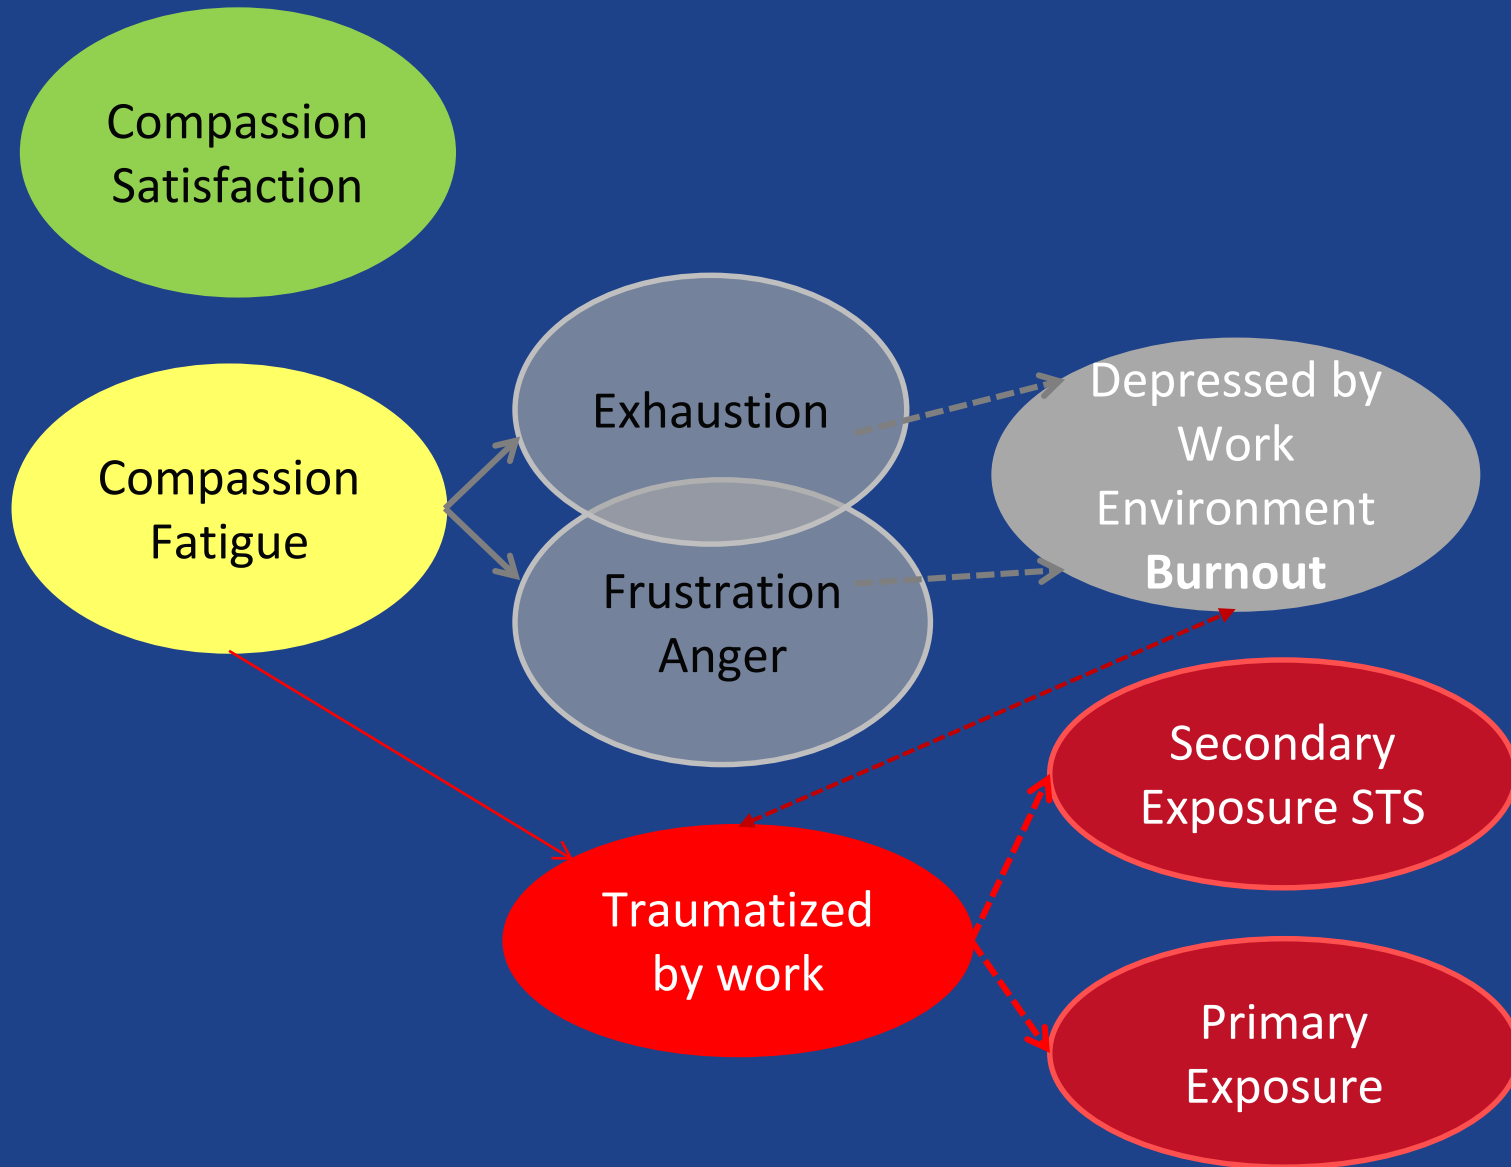 Compassion
Satisfaction
Compassion
Fatigue
Exhaustion
Frustration
Anger
Depressed by
Work
Environment
Burnout
Traumatized
by work
Secondary
Exposure STS
Primary
Exposure